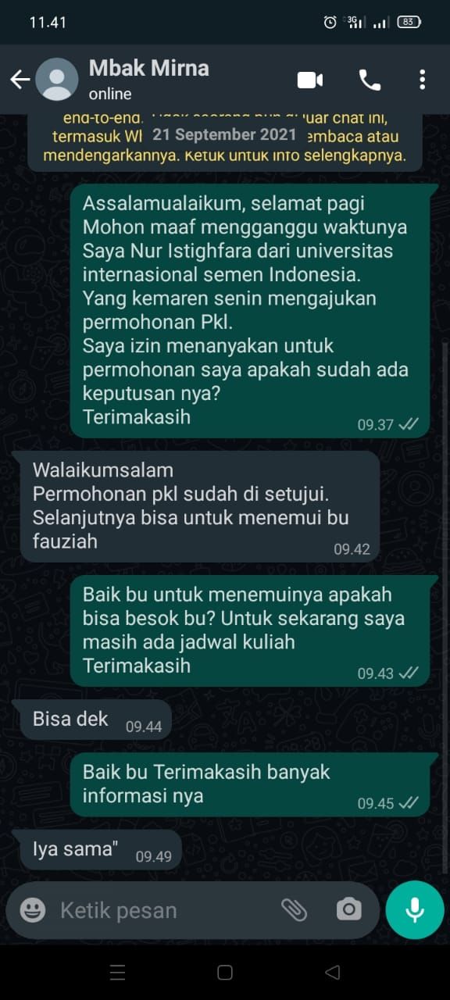 11.41
3G
83
Mbak Mirna
online
end-to-end.
luar chat ini,
termasuk
21 September 2021
embaca atau
mendengarkannya. Ketuk untuk info selengkapnya.
Assalamualaikum, selamat pagi
Mohon maaf mengganggu waktunya
Saya Nur Istighfara dari universitas
internasional semen Indonesia.
Yang kemaren senin mengajukan
permohonan Pkl.
Saya izin menanyakan untuk
permohonan saya apakah sudah ada
keputusan nya?
Terimakasih
09.37
Walaikumsalam
Permohonan pkl sudah di setujui.
Selanjutnya bisa untuk menemui bu
fauziah
09.42
Baik bu untuk menemuinya apakah
bisa besok bu? Untuk sekarang saya
masih ada jadwal kuliah
Terimakasih
09.43
Bisa dek
09.44
Baik bu Terimakasih banyak
informasi nya
09.45
Iya sama"
09.49
Ketik pesan